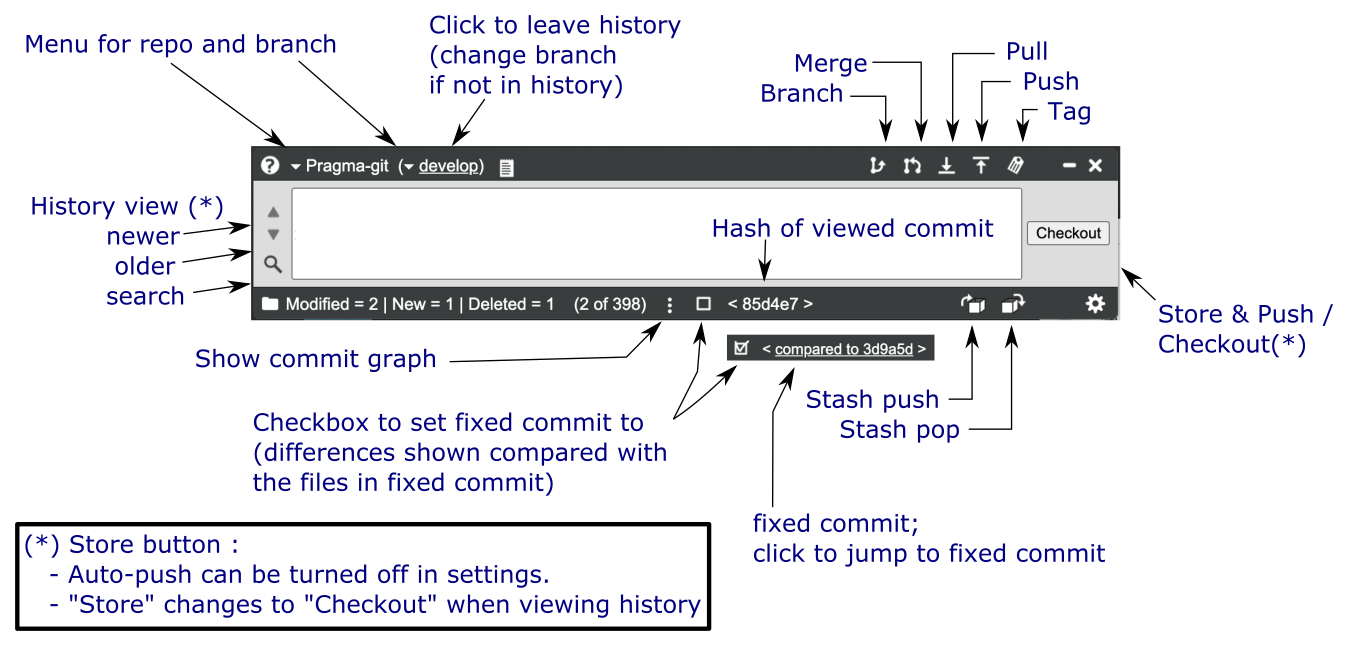 Menu for repo and branch
Click to leave history
(change branch
if not in history)
Merge
Branch
Pull
Push
Tag
Pragma-git ( develop)
History view (*)
newer
older
search
Hash of viewed commit
Checkout
Modified = 2 | New = 1 | Deleted = 1 (2 of 398) < 85d4e7 >
Store & Push /
Checkout(*)
Show commit graph
< compared to 3d9a5d >
Stash push
Stash pop
Checkbox to set fixed commit to
(differences shown compared with
the files in fixed commit)
fixed commit;
click to jump to fixed commit
(*) Store button :
- Auto-push can be turned off in settings.
- "Store" changes to "Checkout" when viewing history